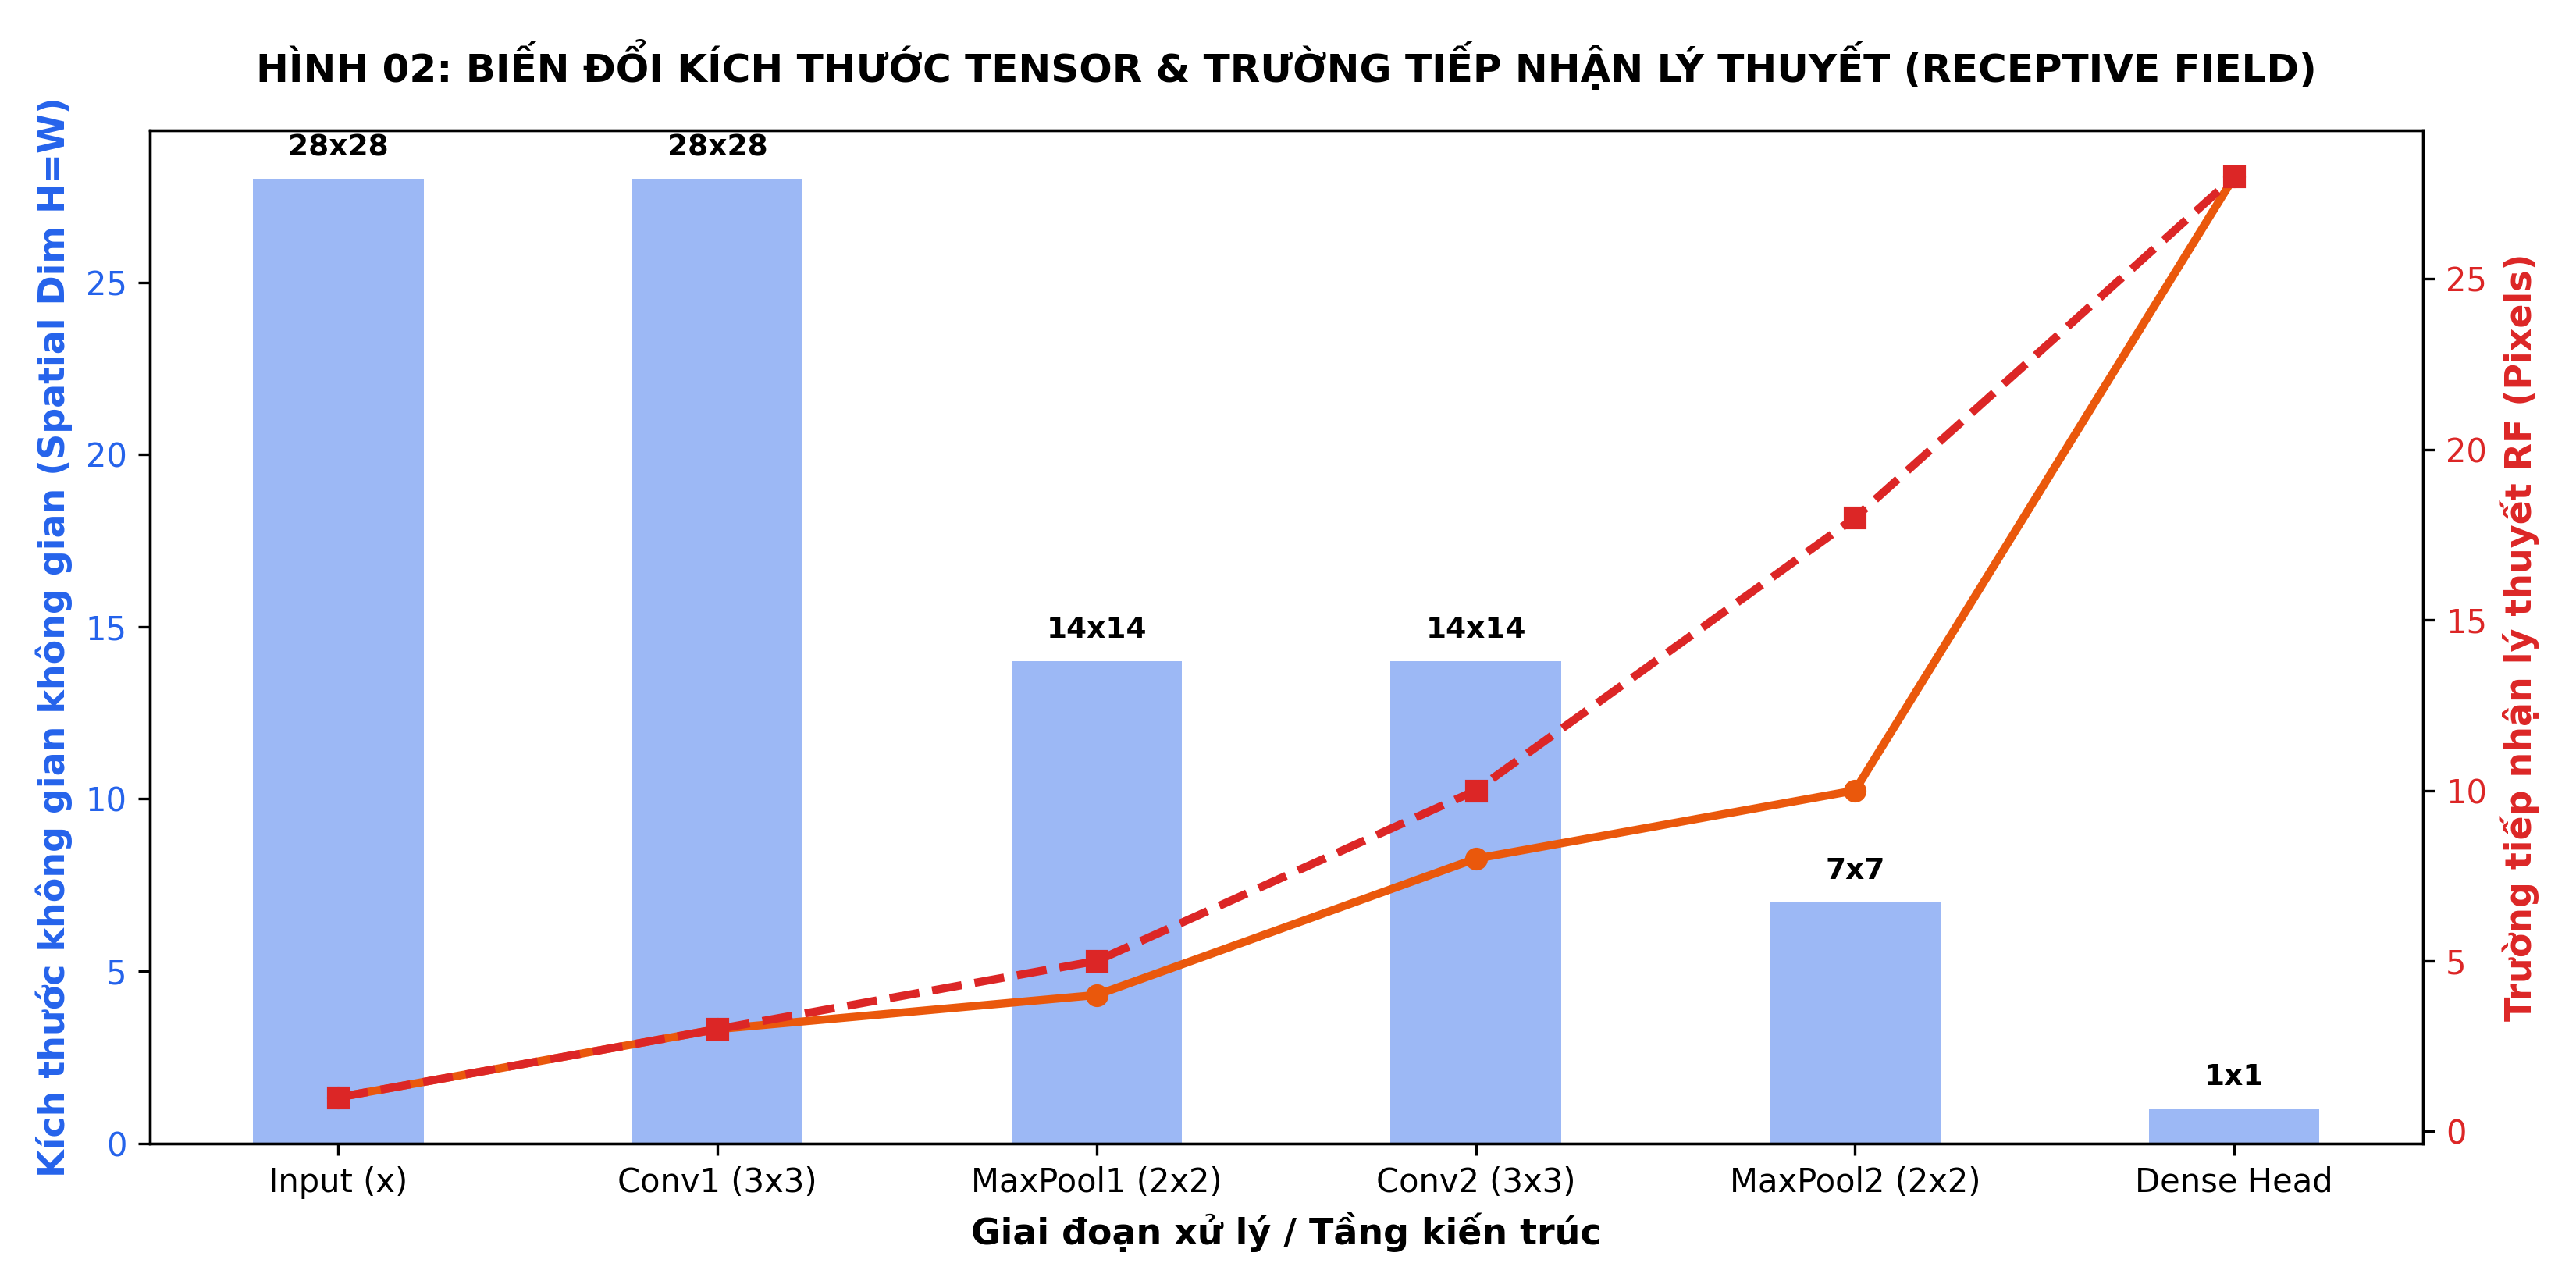 HÌNH 02: BIẾN ĐỔI KÍCH THƯỚC TENSOR & TRƯỜNG TIẾP NHẬN LÝ THUYẾT (RECEPTIVE FIELD)
Kích thước không gian không gian (Spatial Dim H=W)
25
20
15
10
5
0
28x28
28x28
14x14
14x14
7x7
1x1
25
20
15
10
5
0
Trường tiếp nhận lý thuyết RF (Pixels)
Input (x)
Conv1 (3x3)
MaxPool1 (2x2)
Conv2 (3x3)
MaxPool2 (2x2)
Dense Head
Giai đoạn xử lý / Tầng kiến trúc